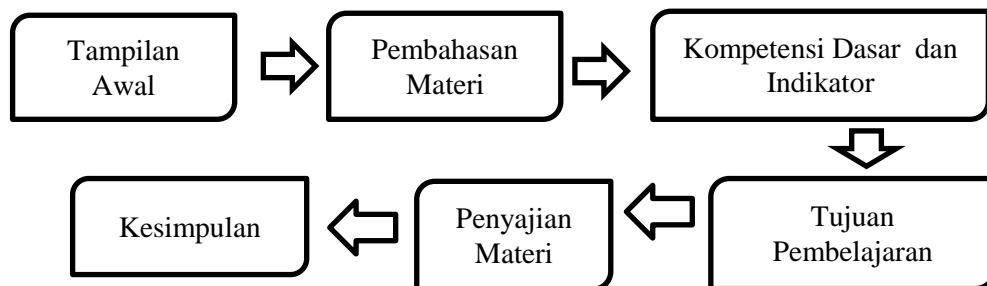 Tampilan
Awal
Pembahasan
Materi
Kompetensi Dasar  dan
Indikator
Tujuan
Pembelajaran
Penyajian
Materi
Kesimpulan